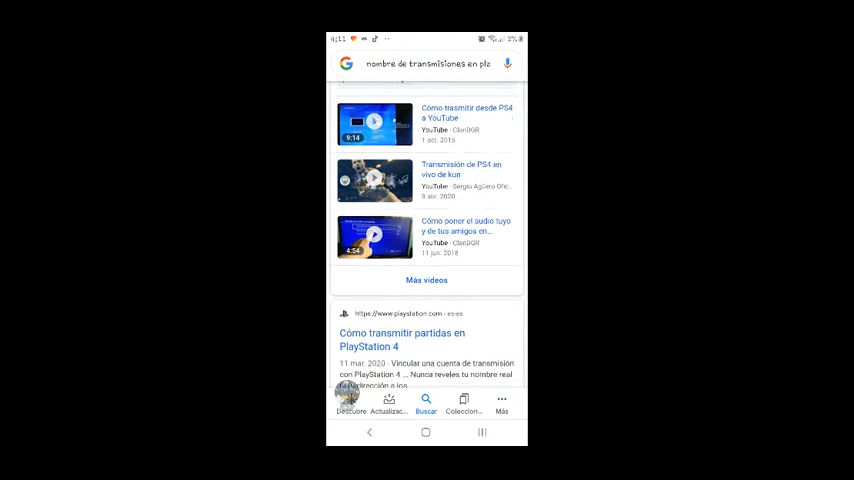 4:11
2%
nombre de transmisiones en pla
Cómo trasmitir desde PS4
a YouTube
YouTube · ClanDGR
1 oct. 2015
9:14
Transmisión de PS4 en
vivo de kun
YouTube · Sergio Agüero Ofic..
9 abr. 2020
Cómo poner el audio tuyo
y de tus amigos en...
YouTube · ClanDGR
11 jun. 2018
4:54
Más videos
https://www.playstation.com › es-es
Cómo transmitir partidas en
PlayStation 4
11 mar. 2020 · Vincular una cuenta de transmisión
con PlayStation 4 ... Nunca reveles tu nombre real
dirección a los
Descubre Actualizac... Buscar Coleccion... Más